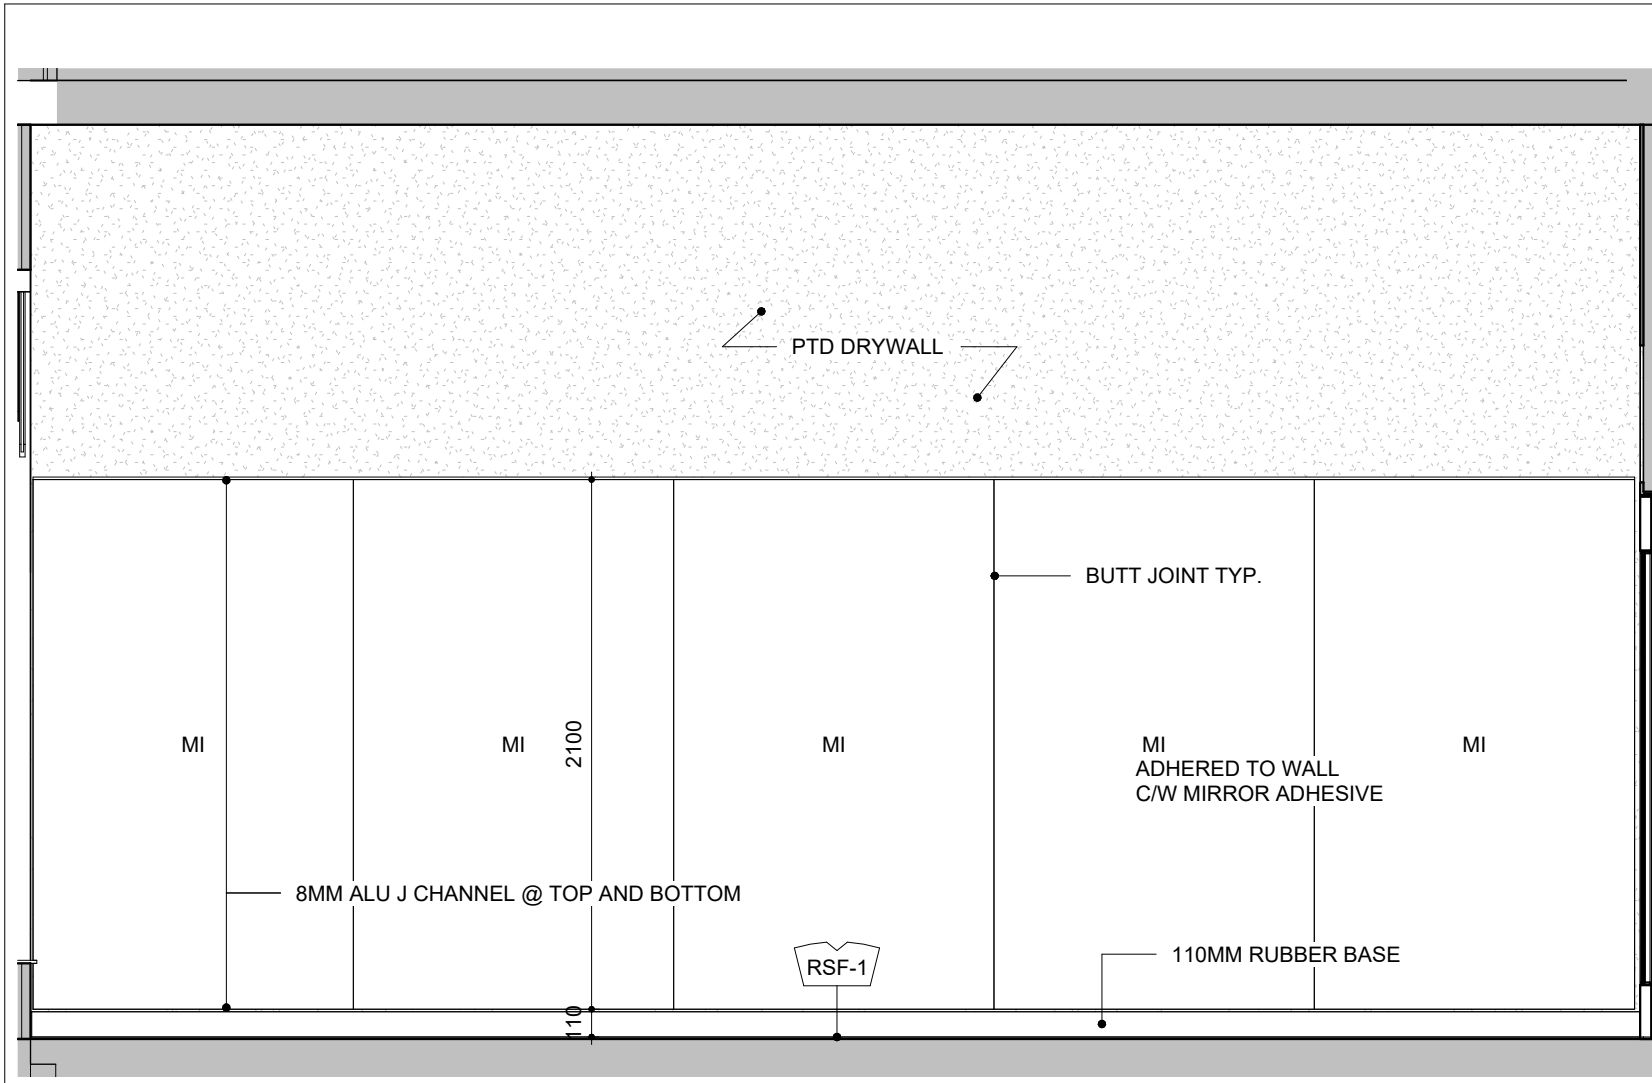 PTD DRYWALL
BUTT JOINT TYP.
2100
MI
MI
MI
MI
MI
ADHERED TO WALL
C/W MIRROR ADHESIVE
8MM ALU J CHANNEL @ TOP AND BOTTOM
RSF-1
110MM RUBBER BASE
110